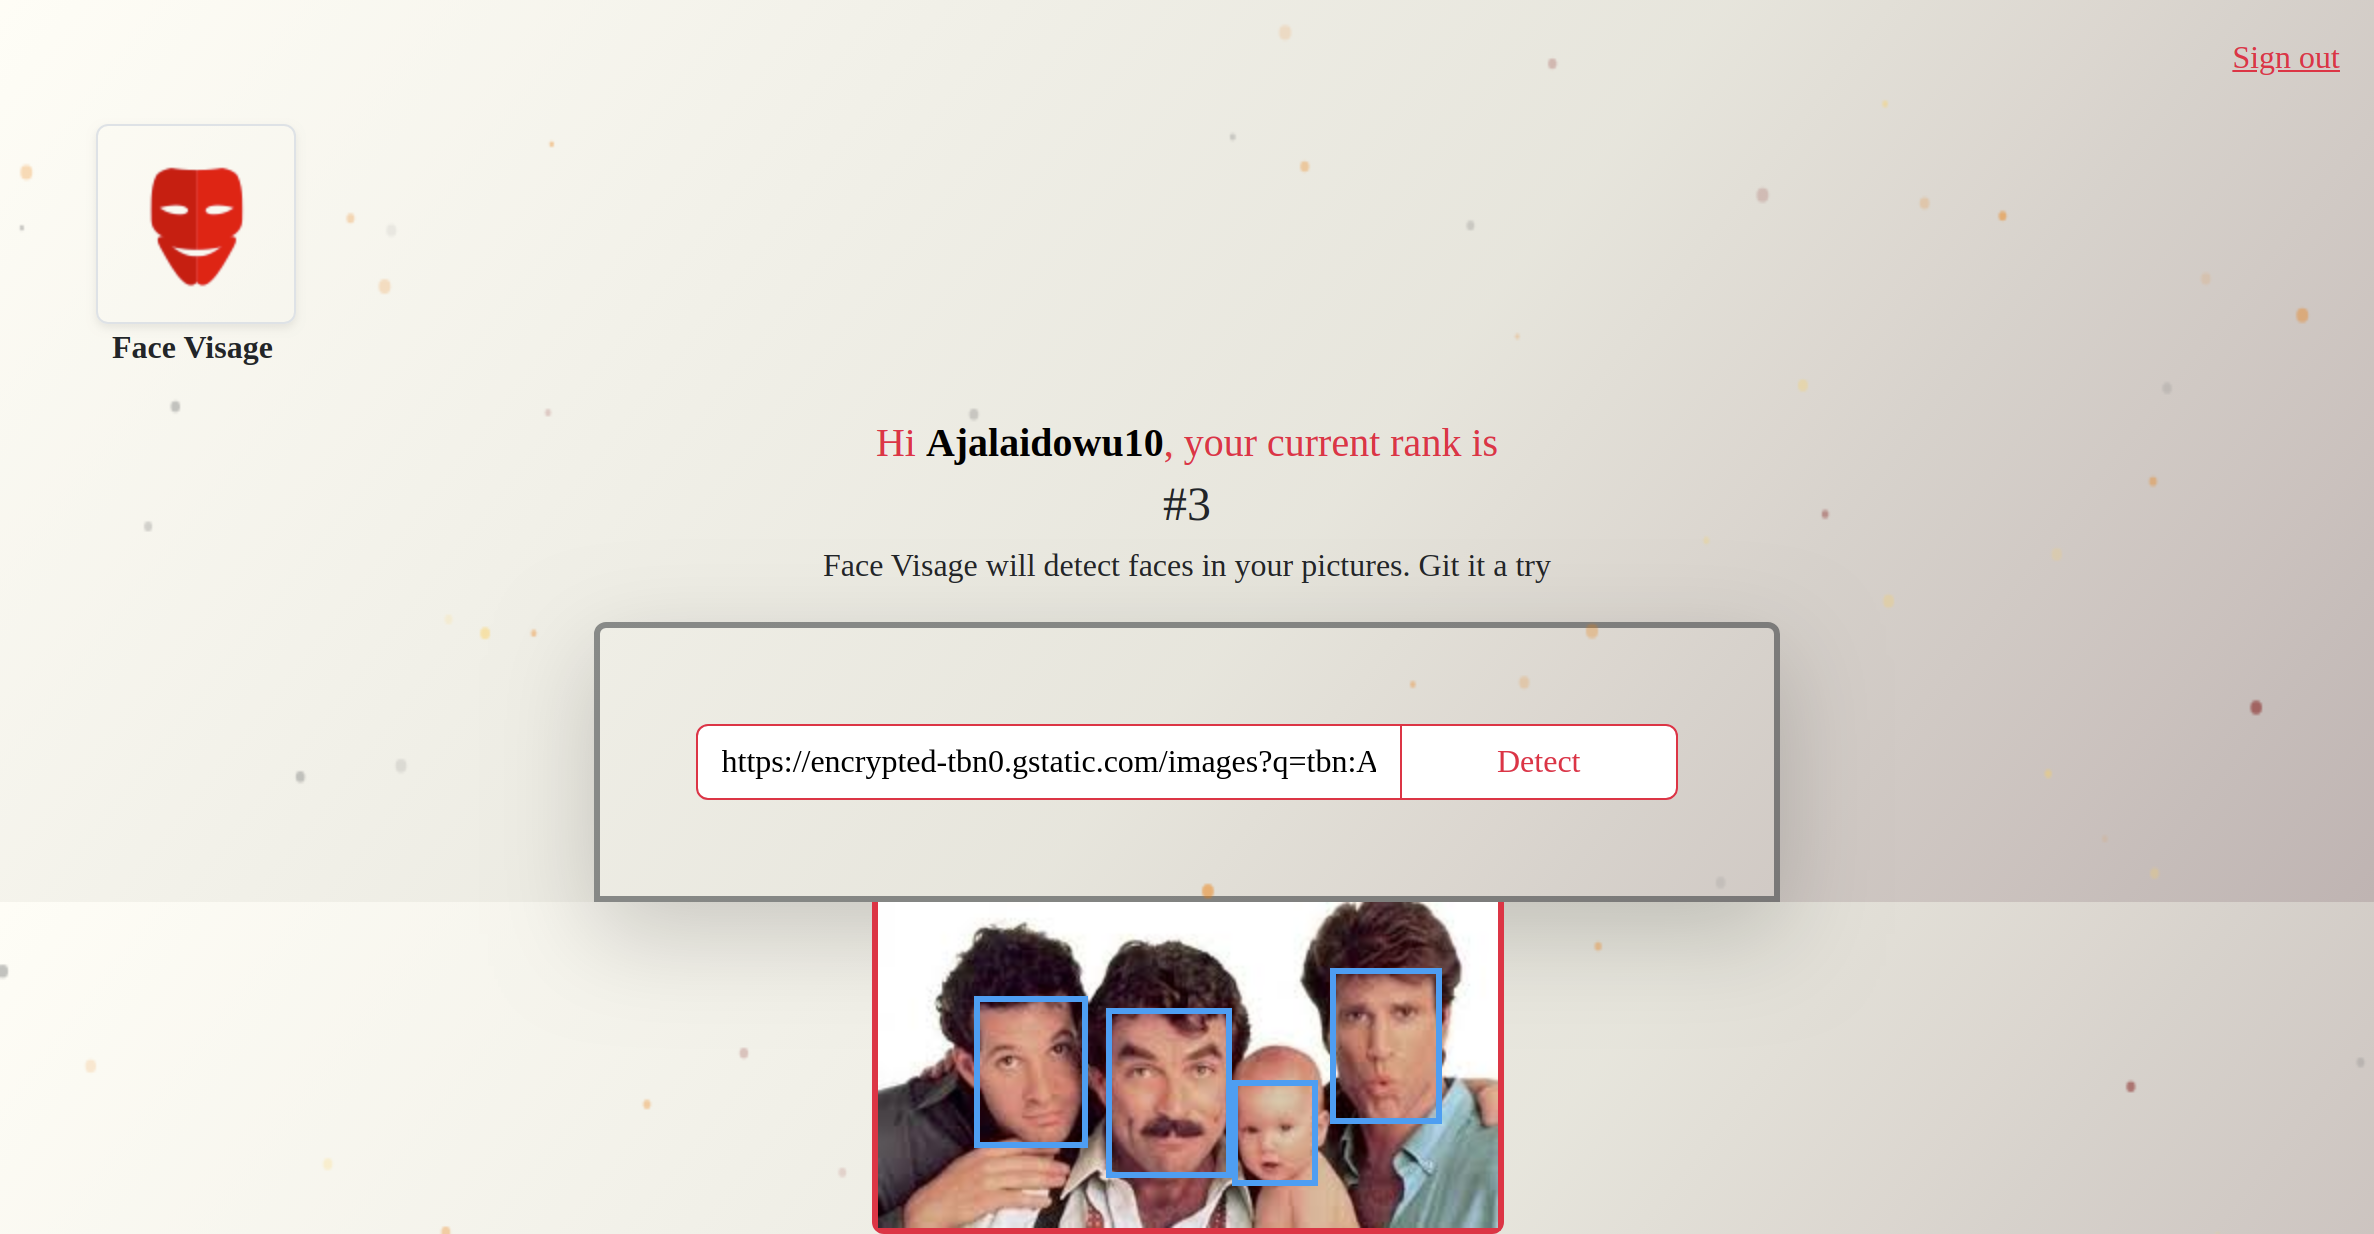 Sign out
Face Visage
Hi Ajalaidowu10, your current rank is
#3
Face Visage will detect faces in your pictures. Git it a try
https://encrypted-tbn0.gstatic.com/images?q=tbn:A Detect